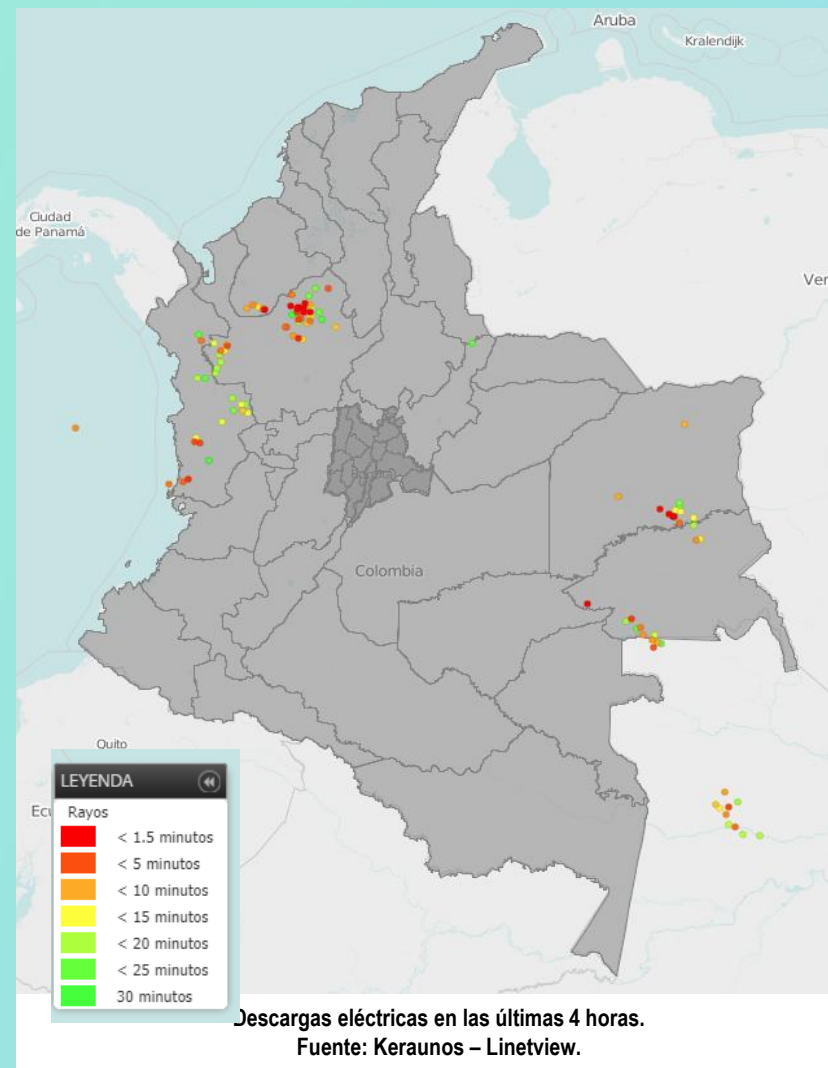 Aruba
Kralendijk
Ciudad
de Panamá
Ver
Colombia
Quito
Ecu
LEYENDA
Rayos
< 1.5 minutos
< 5 minutos
< 10 minutos
< 15 minutos
< 20 minutos
< 25 minutos
30 minutos
Descargas eléctricas en las últimas 4 horas.
Fuente: Keraunos – Linetview.